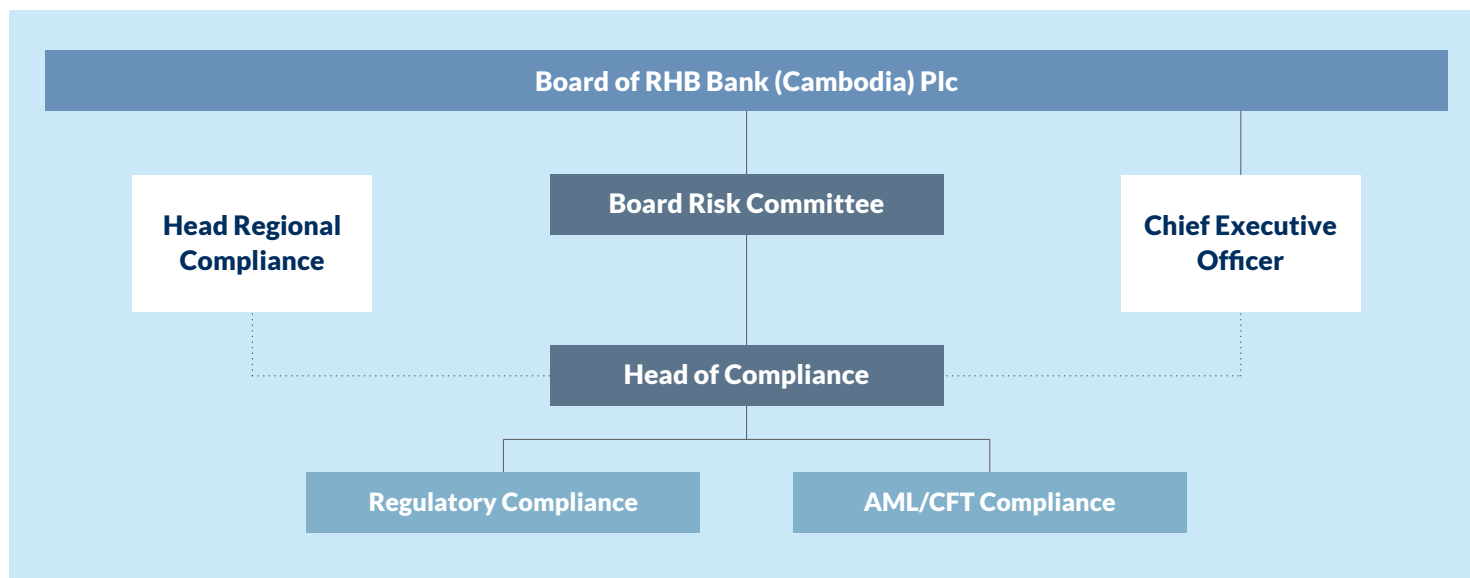 Board of RHB Bank (Cambodia) Plc
Head Regional
Compliance
Board Risk Committee
Chief Executive
Officer
Head of Compliance
Regulatory Compliance
AML/CFT Compliance